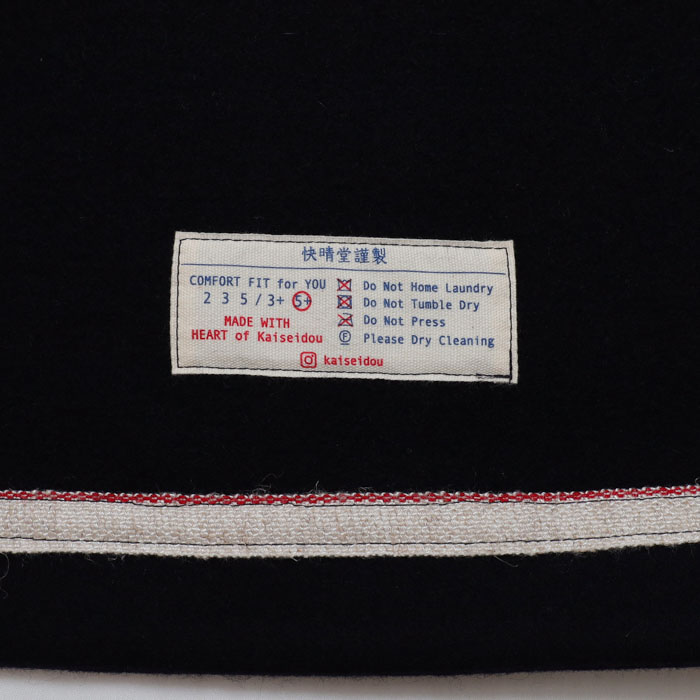 快晴堂謹製
COMFORT FIT for YOU
2 3 5 / 3+ 5+
MADE WITH
HEART of Kaiseidou
Do Not Home Laundry
Do Not Tumble Dry
Do Not Press
Ⓕ Please Dry Cleaning
kaiseidou